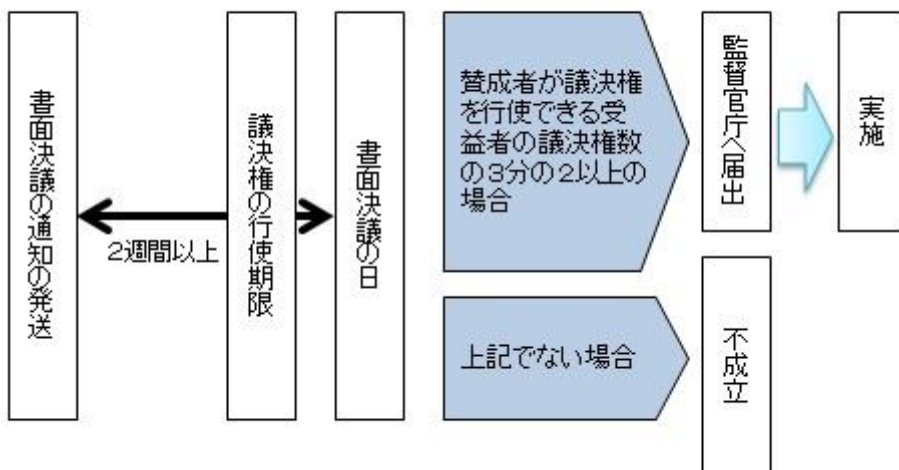 書面決議の通知の発送
2週間以上
議決権の行使期限
書面決議の日
賛成者が議決権
を行使できる受
益者の議決権数
の3分の2以上の
場合
監督官庁へ届出
実施
上記でない場合
不成立